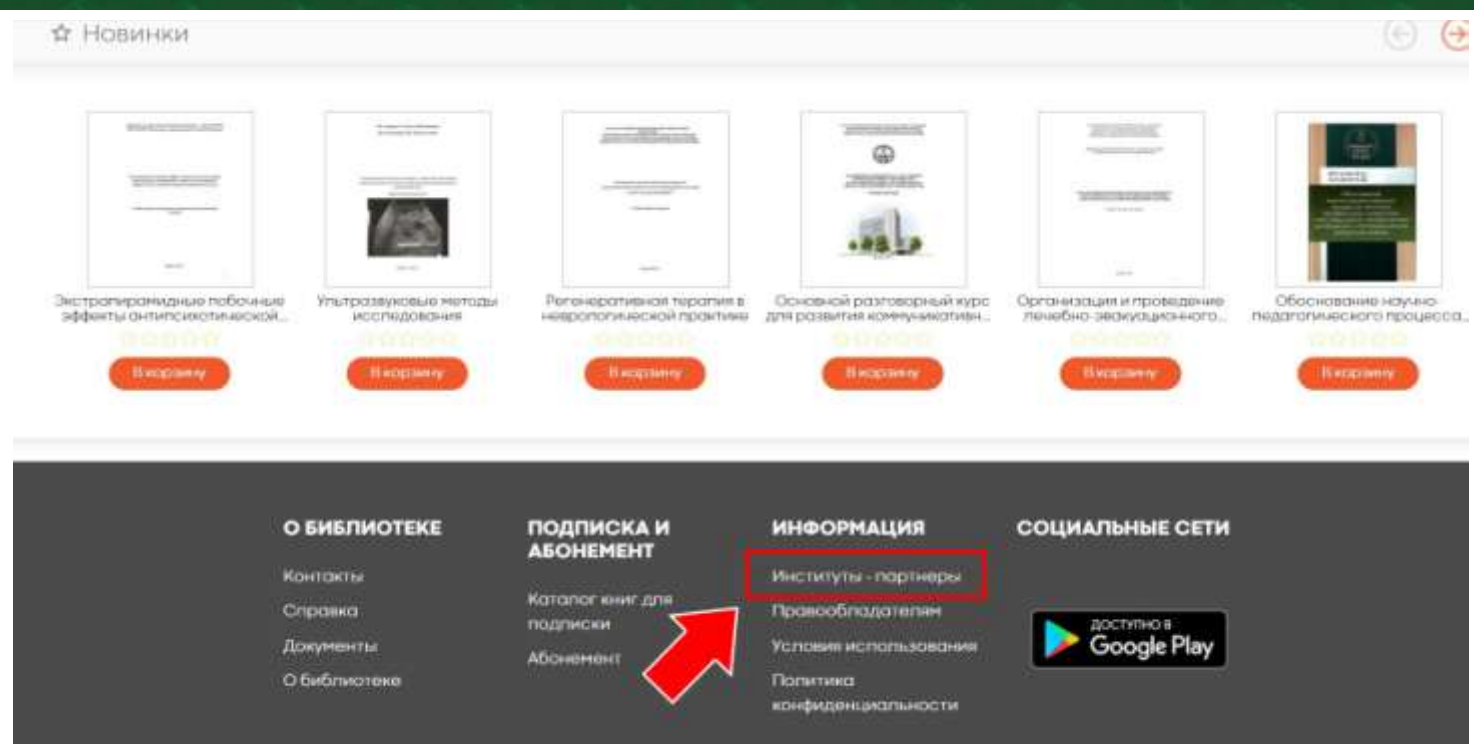 Новинки
Экстрапирамидные побочные
эффекты антипсихотической...
В корзину
Ультразвуковые методы
исследования
В корзину
Регенеративная терапия в
неврологической практике
В корзину
Основной разговорный курс
для развития коммуникативн...
В корзину
Организация и проведение
лечебно-эвакуационного...
В корзину
Обоснование научно-
педагогического процесса...
В корзину
О БИБЛИОТЕКЕ
Контакты
Справка
Документы
О библиотеке
ПОДПИСКА И
АБОНЕМЕНТ
Каталог книг для
подписки
Абонемент
ИНФОРМАЦИЯ
Институты - партнеры
Правообладателям
Условия использования
Политика
конфиденциальности
СОЦИАЛЬНЫЕ СЕТИ
ДОСТУПНО В
Google Play